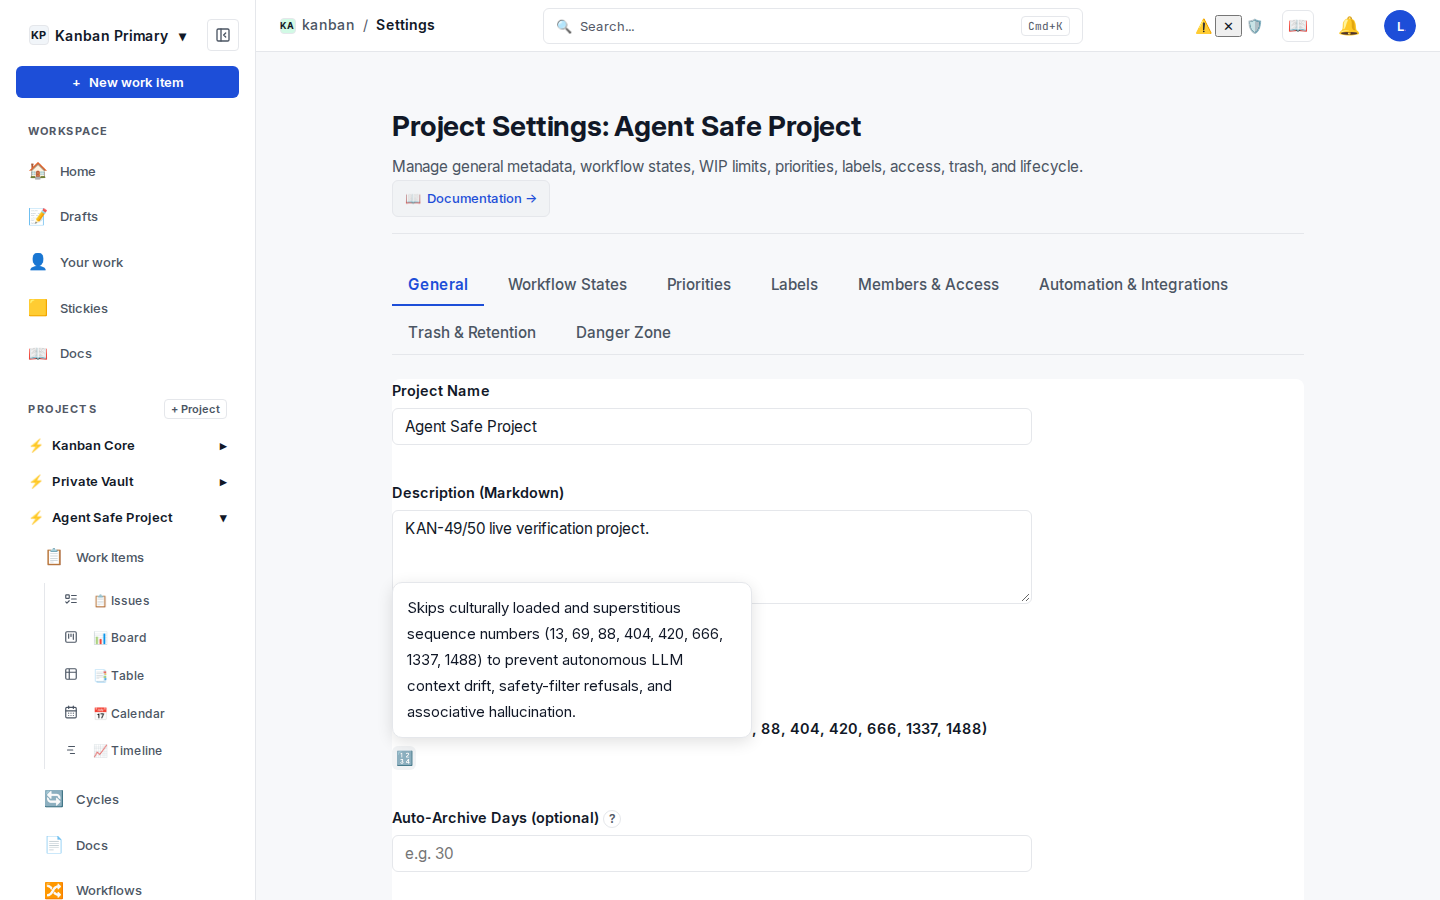 KP Kanban Primary ▾
+ New work item
WORKSPACE
Home
Drafts
Your work
Stickies
Docs
PROJECTS
+ Project
Kanban Core
Private Vault
Agent Safe Project
Work Items
Issues
Board
Table
Calendar
Timeline
Cycles
Docs
Workflows
KA kanban / Settings
Search...
Cmd+K
L
Project Settings: Agent Safe Project
Manage general metadata, workflow states, WIP limits, priorities, labels, access, trash, and lifecycle.
Documentation →
General
Workflow States
Priorities
Labels
Members & Access
Automation & Integrations
Trash & Retention
Danger Zone
Project Name
Agent Safe Project
Description (Markdown)
KAN-49/50 live verification project.
Skips culturally loaded and superstitious
sequence numbers (13, 69, 88, 404, 420, 666,
1337, 1488) to prevent autonomous LLM
context drift, safety-filter refusals, and
associative hallucination.
, 88, 404, 420, 666, 1337, 1488)
Auto-Archive Days (optional) ?
e.g. 30